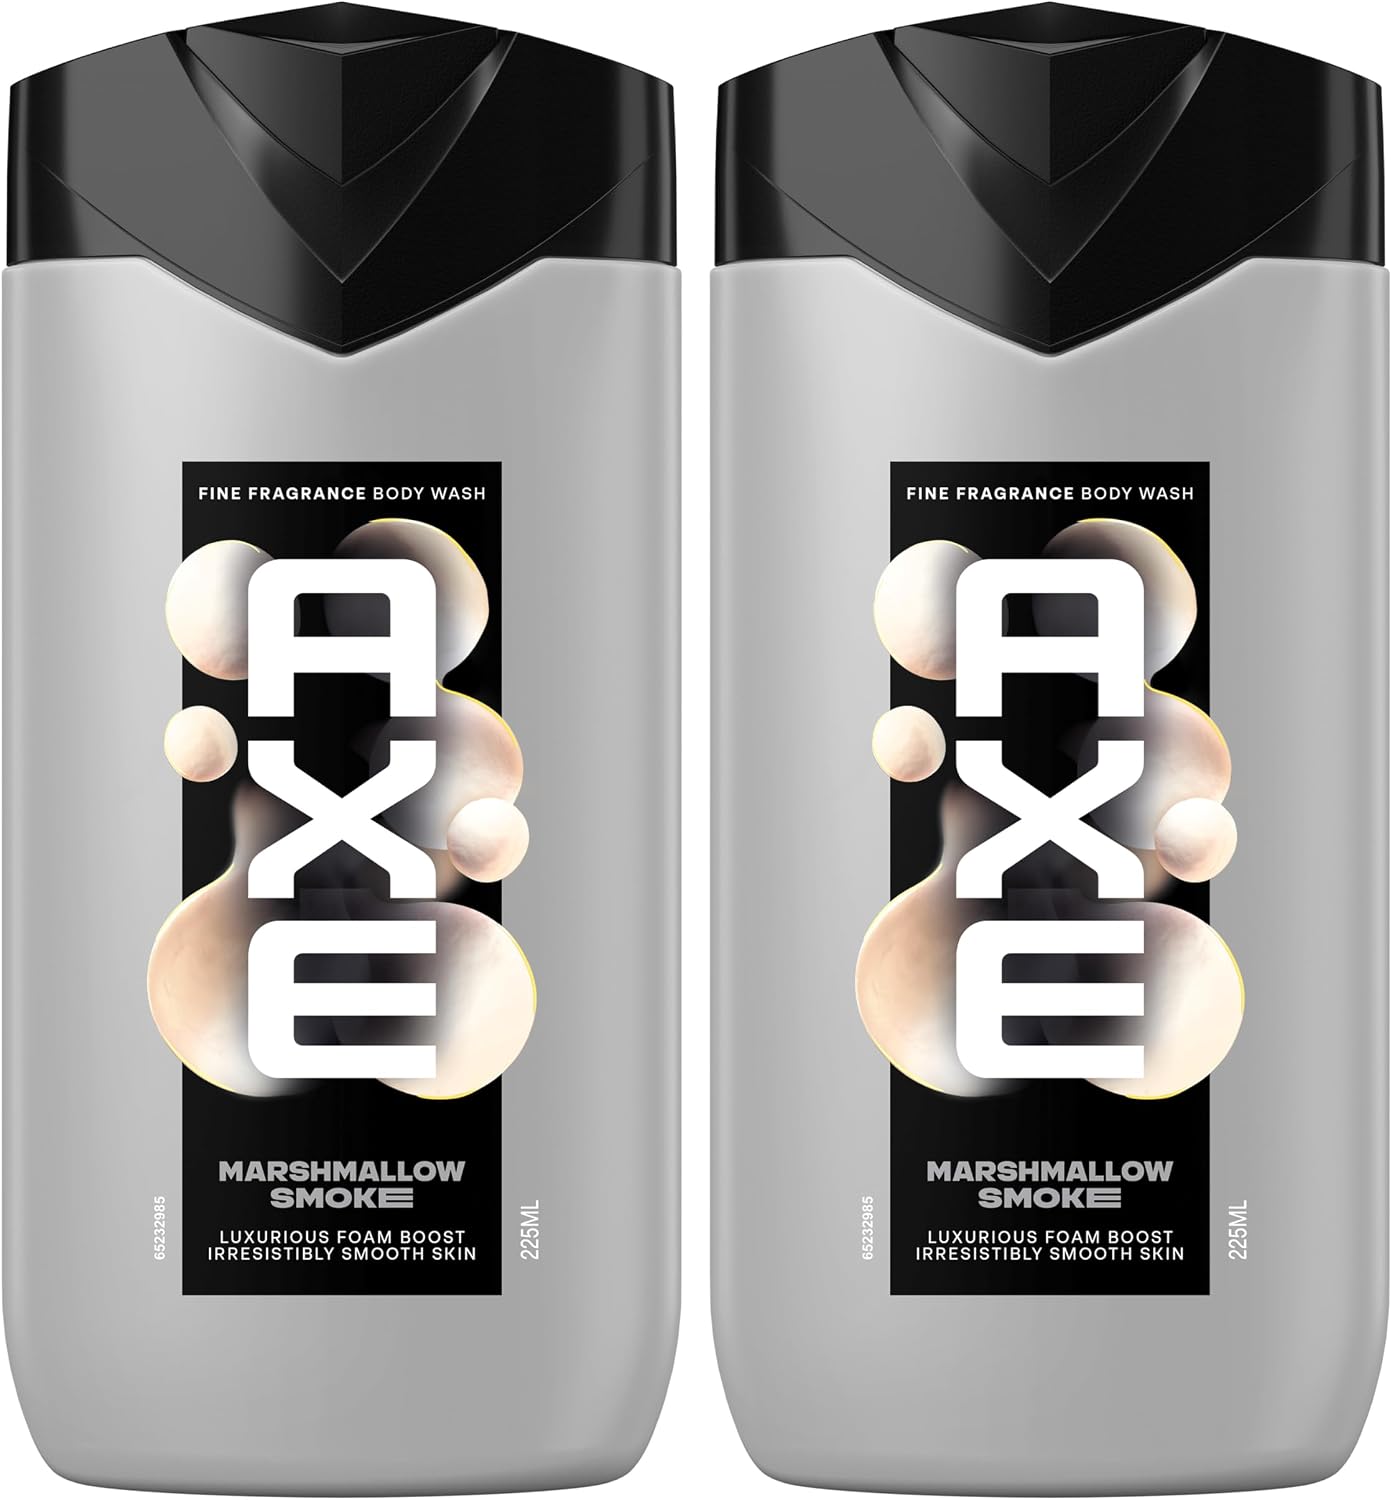 FINE FRAGRANCE BODY WASH
AXE
MARSHMALLOW
SMOKE
LUXURIOUS FOAM BOOST
IRRESISTIBLY SMOOTH SKIN
65232985
225ML
FINE FRAGRANCE BODY WASH
AXE
MARSHMALLOW
SMOKE
LUXURIOUS FOAM BOOST
IRRESISTIBLY SMOOTH SKIN
65232985
225ML